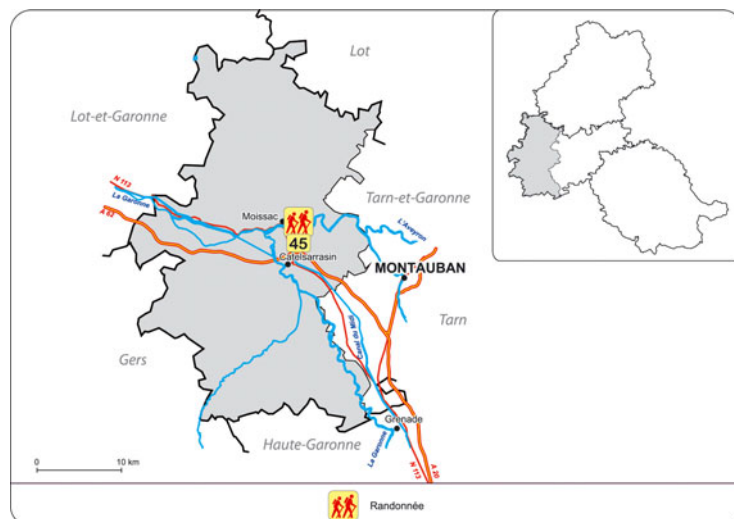 Lot
Lot-et-Garonne
N 113
La Garonne
A 62
Moissac
45
Tarn-et-Garonne
L'Aveyron
Catelsarrasin
MONTAUBAN
Canal du Midi
Tarn
Gers
Grenade
Haute-Garonne
La Garonne
N 113
A 20
0 10 km
Randonnée